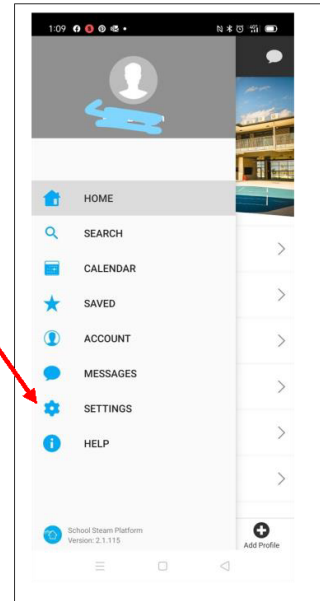 1:09
HOME
SEARCH
CALENDAR
SAVED
ACCOUNT
MESSAGES
SETTINGS
HELP
School Steam Platform
Version: 2.1.115
Add Profile